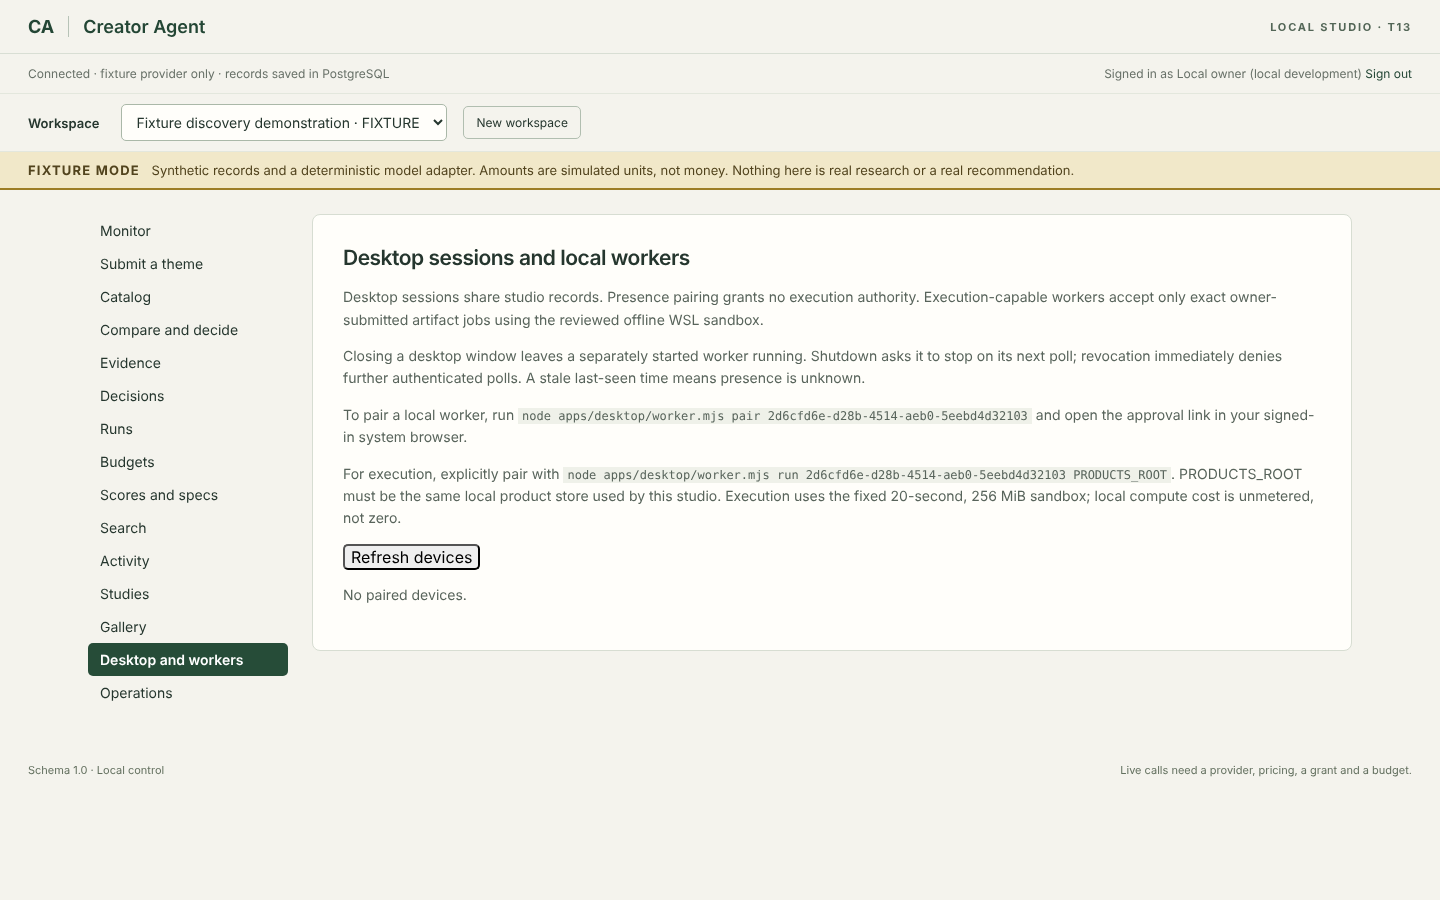 CA Creator Agent
LOCAL STUDIO · T13
Connected · fixture provider only · records saved in PostgreSQL
Signed in as Local owner (local development) Sign out
Workspace
Fixture discovery demonstration · FIXTURE
New workspace
FIXTURE MODE Synthetic records and a deterministic model adapter. Amounts are simulated units, not money. Nothing here is real research or a real recommendation.
Monitor
Submit a theme
Catalog
Compare and decide
Evidence
Decisions
Runs
Budgets
Scores and specs
Search
Activity
Studies
Gallery
Desktop and workers
Operations
Desktop sessions and local workers
Desktop sessions share studio records. Presence pairing grants no execution authority. Execution-capable workers accept only exact owner-
submitted artifact jobs using the reviewed offline WSL sandbox.
Closing a desktop window leaves a separately started worker running. Shutdown asks it to stop on its next poll; revocation immediately denies
further authenticated polls. A stale last-seen time means presence is unknown.
To pair a local worker, run node apps/desktop/worker.mjs pair 2d6cfd6e-d28b-4514-aeb0-5eebd4d32103 and open the approval link in your signed-
in system browser.
For execution, explicitly pair with node apps/desktop/worker.mjs run 2d6cfd6e-d28b-4514-aeb0-5eebd4d32103 PRODUCTS_ROOT. PRODUCTS_ROOT
must be the same local product store used by this studio. Execution uses the fixed 20-second, 256 MiB sandbox; local compute cost is unmetered,
not zero.
Refresh devices
No paired devices.
Schema 1.0 · Local control
Live calls need a provider, pricing, a grant and a budget.